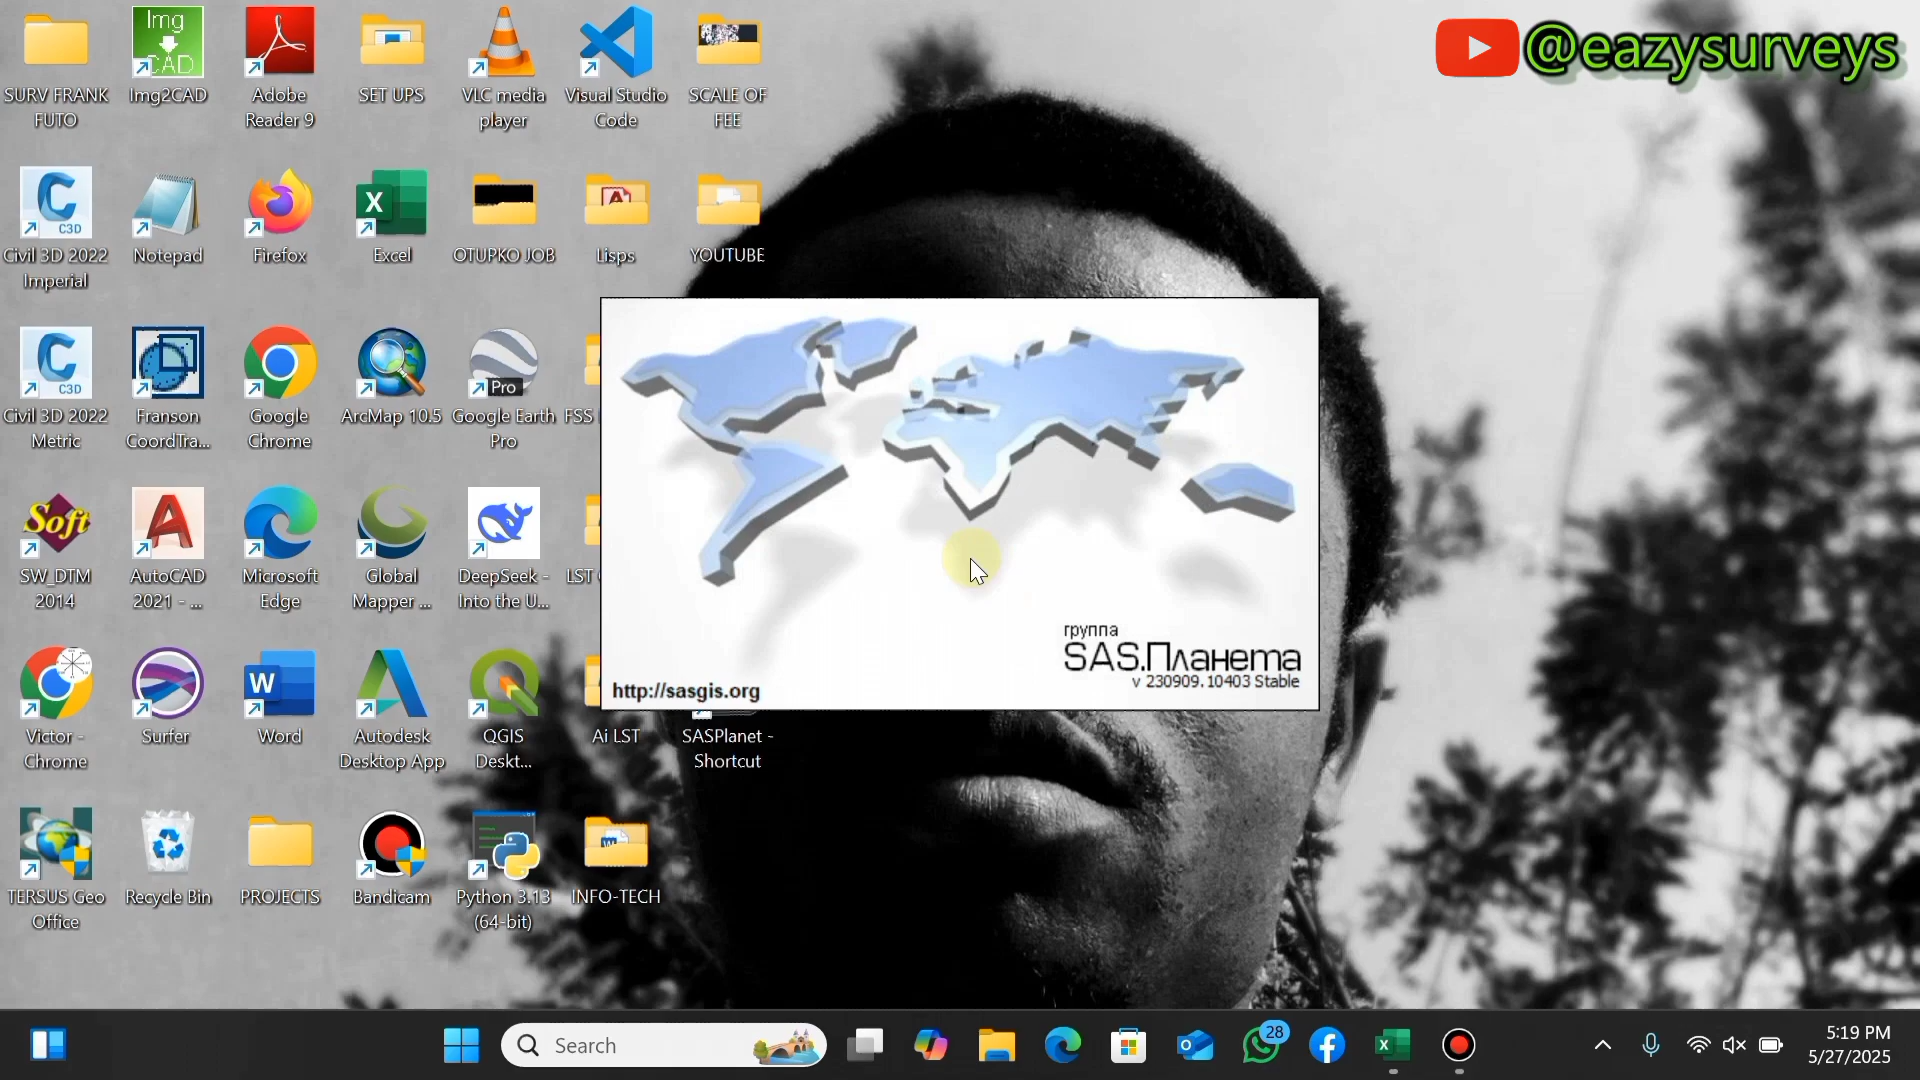 @eazysurveys
SURV FRANK
FUTO
Img
CAD
Img2CAD
Adobe
Reader 9
SET UPS
VLC media
player
Visual Studio
Code
SCALE OF
FEE
C3D
Civil 3D 2022
Imperial
Notepad
Firefox
Excel
OTUPKO JOB
Lisps
YOUTUBE
C3D
Civil 3D 2022
Metric
Franson
CoordTra...
Google
Chrome
ArcMap 10.5
Pro
Google Earth
Pro
FSS
Soft
SW_DTM
2014
AutoCAD
2021 - ...
Microsoft
Edge
Global
Mapper ...
DeepSeek -
Into the U...
LST
группа
SAS.Планета
v 230909.10403 Stable
http://sasgis.org
Victor -
Chrome
Surfer
Word
Autodesk
Desktop App
QGIS
Deskt...
Ai LST
SASPlanet -
Shortcut
TERSUS Geo
Office
Recycle Bin
PROJECTS
Bandicam
Python 3.13
(64-bit)
INFO-TECH
Search
28
5:19 PM
5/27/2025